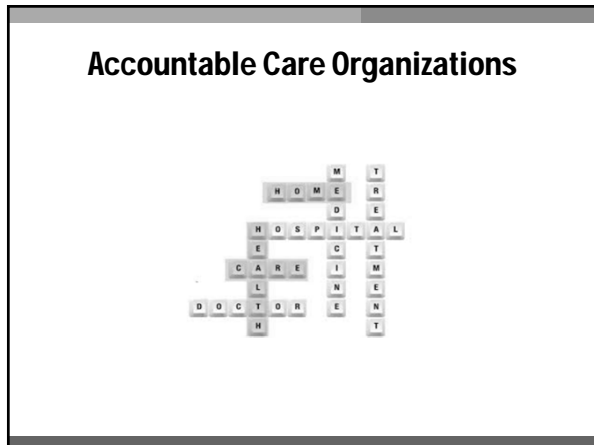 Accountable Care Organizations
HOME
MEDICINE
TREATMENT
HOSPITAL
HEALTH
CARE
DOCTOR